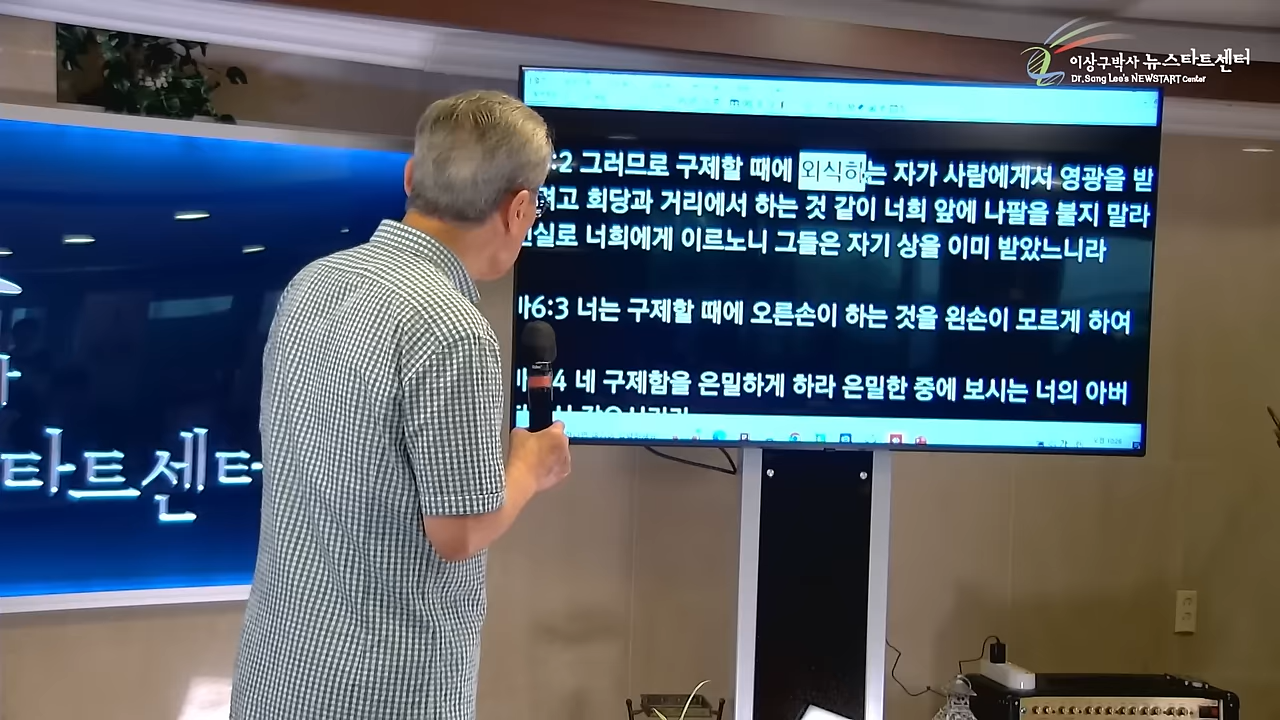 이상구박사 뉴스타트센터
Dr. Sang Lee's NEWSTART Center
:2 그러므로 구제할 때에 외식하는 자가 사람에게서 영광을 받
려고 회당과 거리에서 하는 것 같이 너희 앞에 나팔을 불지 말라
실로 너희에게 이르노니 그들은 자기 상을 이미 받았느니라
6:3 너는 구제할 때에 오른손이 하는 것을 왼손이 모르게 하여
4 네 구제함을 은밀하게 하라 은밀한 중에 보시는 너의 아버
타트센터